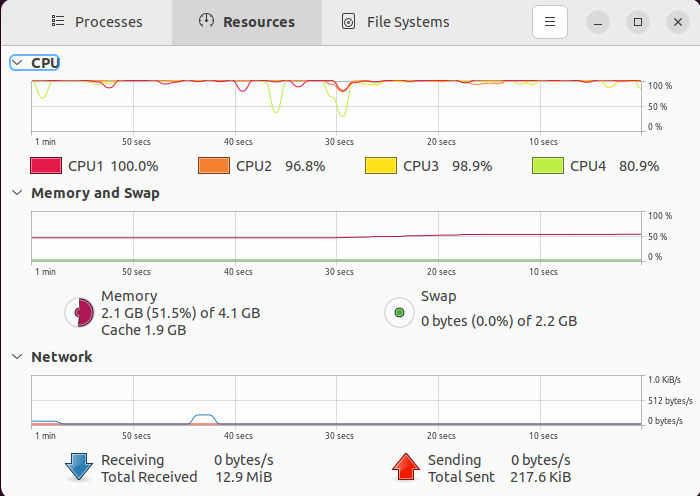 Processes Resources File Systems
CPU
100 %
50 %
0 %
1 min 50 secs 40 secs 30 secs 20 secs 10 secs
CPU1 100.0% CPU2 96.8% CPU3 98.9% CPU4 80.9%
Memory and Swap
100 %
50 %
0 %
1 min 50 secs 40 secs 30 secs 20 secs 10 secs
Memory
2.1 GB (51.5%) of 4.1 GB
Cache 1.9 GB
Swap
0 bytes (0.0%) of 2.2 GB
Network
1.0 KiB/s
512 bytes/s
0 bytes/s
1 min 50 secs 40 secs 30 secs 20 secs 10 secs
Receiving 0 bytes/s
Total Received 12.9 MiB
Sending 0 bytes/s
Total Sent 217.6 KiB